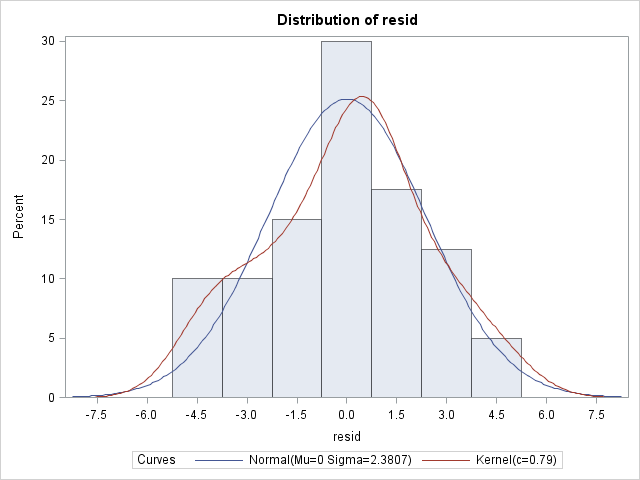 Distribution of resid
30
25
20
15
10
5
0
Percent
-7.5 -6.0 -4.5 -3.0 -1.5 0.0 1.5 3.0 4.5 6.0 7.5
resid
Curves Normal(Mu=0 Sigma=2.3807) Kernel(c=0.79)